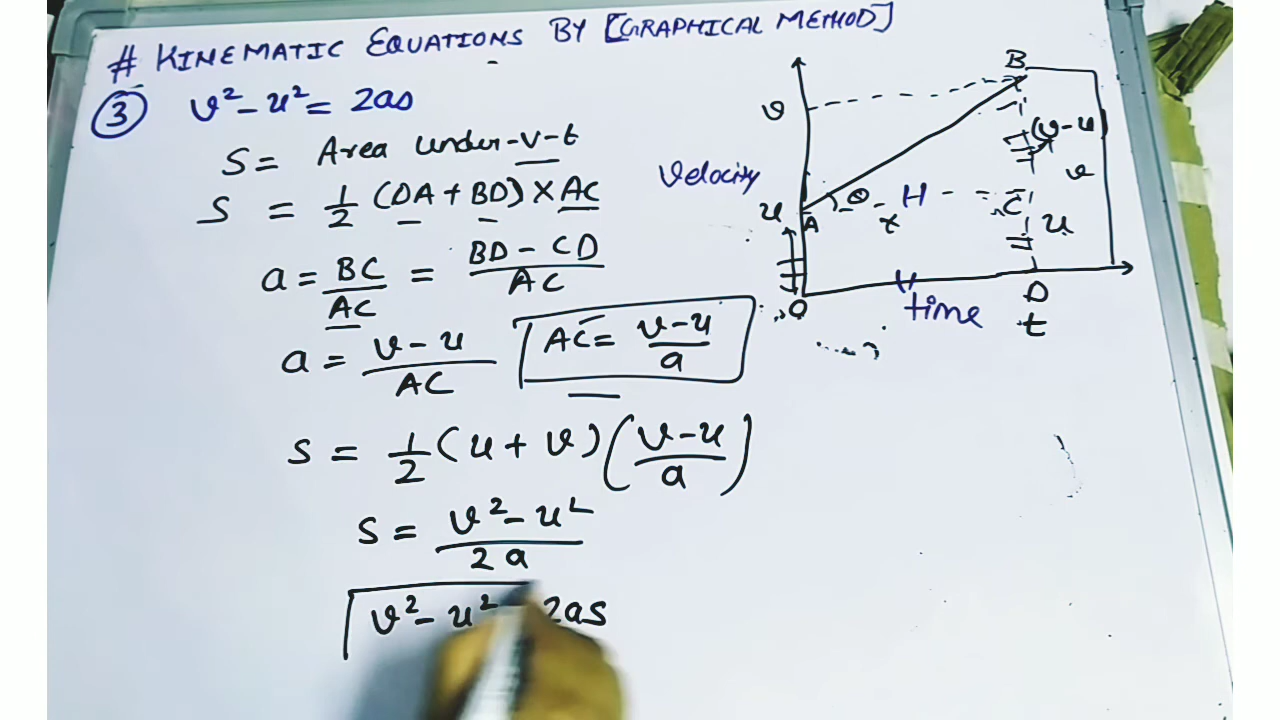 # KINEMATIC EQUATIONS BY [GRAPHICAL METHOD]
③ v² - u² = 2as
S = Area under v-t
S = 1/2 (DA + BD) × AC
a = BC/AC = (BD - CD)/AC
a = (v - u)/AC
AC = (v - u)/a
S = 1/2 (u + v) ((v - u)/a)
S = (v² - u²)/2a
v² - u² = 2as
B
v
(v-u)
Velocity
v
θ
H
C
u
A
x
u
O
time
D
t